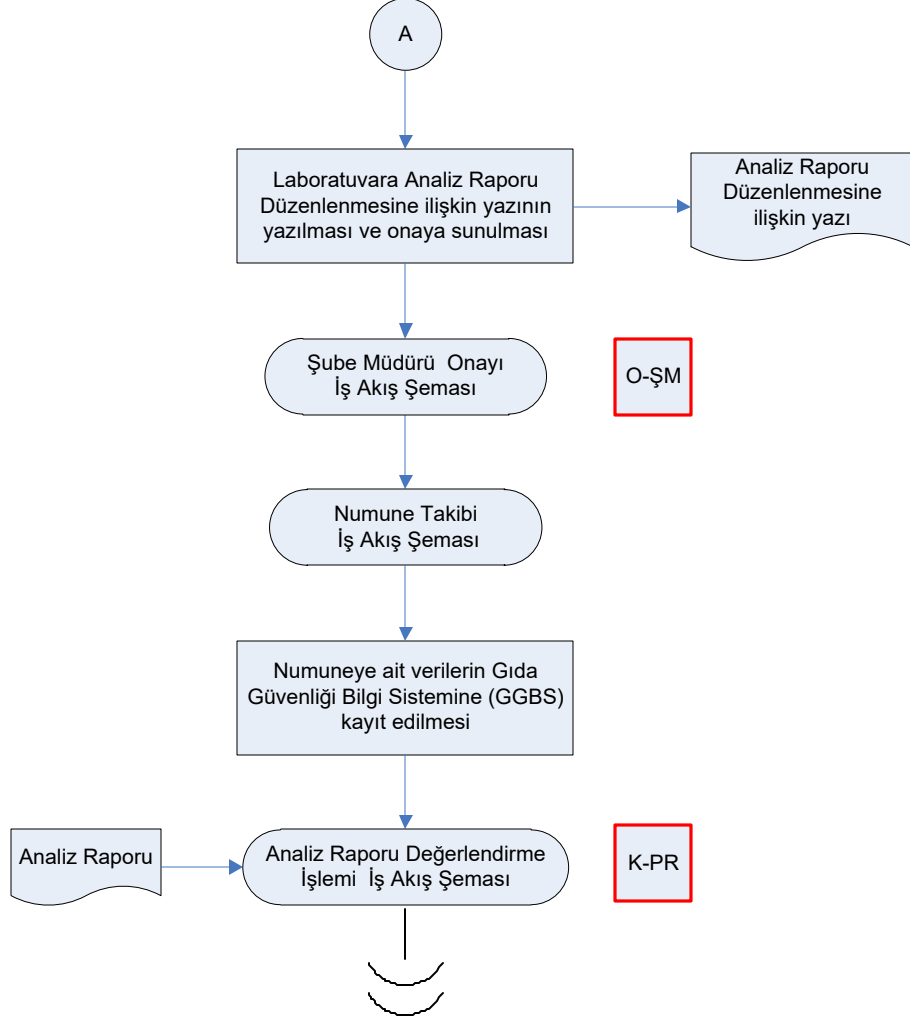 A
Laboratuvara Analiz Raporu
Düzenlenmesine ilişkin yazının
yazılması ve onaya sunulması
Analiz Raporu
Düzenlenmesine
ilişkin yazı
Şube Müdürü Onayı
İş Akış Şeması
O-ŞM
Numune Takibi
İş Akış Şeması
Numuneye ait verilerin Gıda
Güvenliği Bilgi Sistemine (GGBS)
kayıt edilmesi
Analiz Raporu
Analiz Raporu Değerlendirme
İşlemi İş Akış Şeması
K-PR